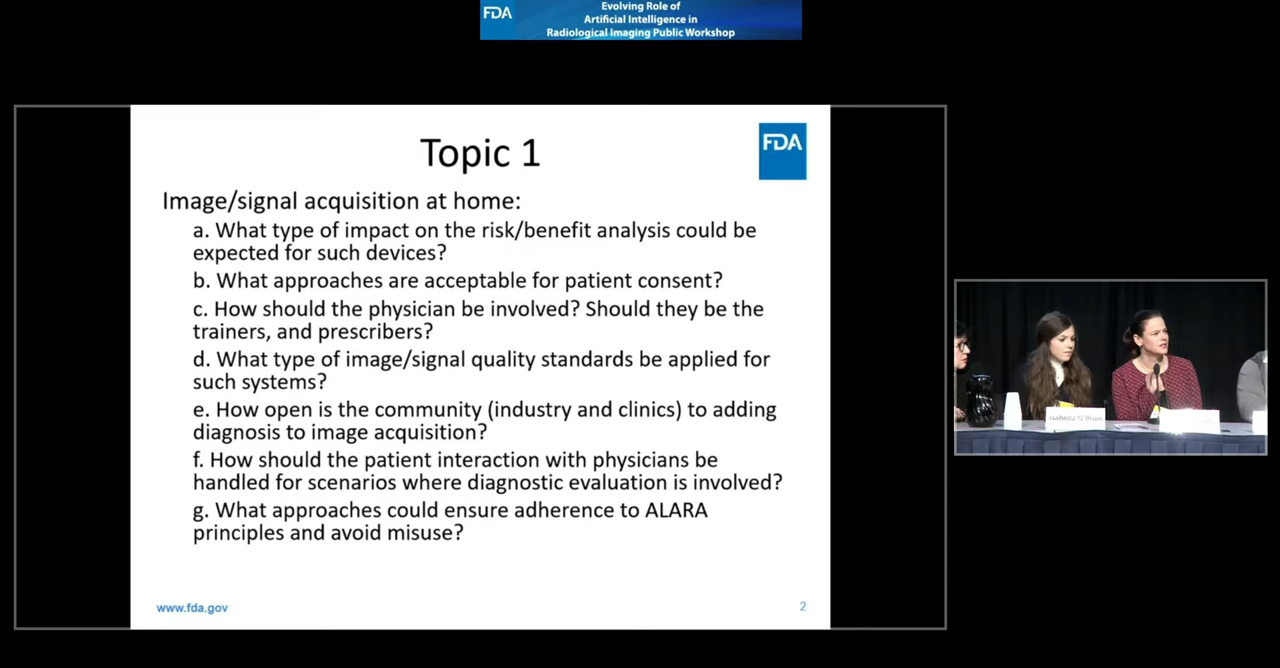 FDA
Evolving Role of
Artificial Intelligence in
Radiological Imaging Public Workshop
Topic 1
FDA
Image/signal acquisition at home:
a. What type of impact on the risk/benefit analysis could be
expected for such devices?
b. What approaches are acceptable for patient consent?
c. How should the physician be involved? Should they be the
trainers, and prescribers?
d. What type of image/signal quality standards be applied for
such systems?
e. How open is the community (industry and clinics) to adding
diagnosis to image acquisition?
f. How should the patient interaction with physicians be
handled for scenarios where diagnostic evaluation is involved?
g. What approaches could ensure adherence to ALARA
principles and avoid misuse?
www.fda.gov
2